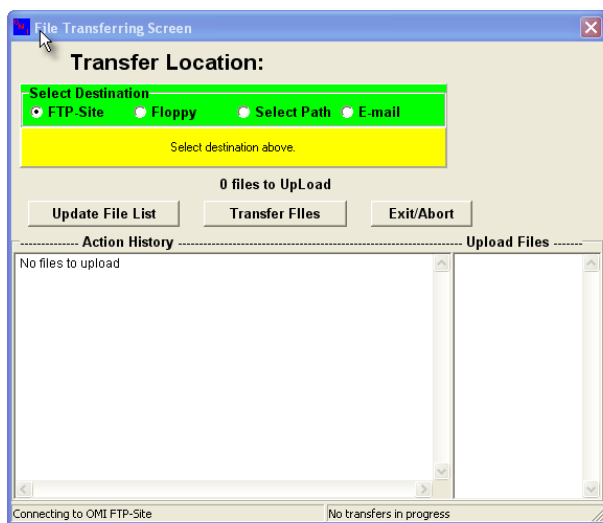 File Transferring Screen
Transfer Location:
Select Destination
FTP-Site Floppy Select Path E-mail
Select destination above.
0 files to UpLoad
Update File List Transfer FIles Exit/Abort
Action History Upload Files
No files to upload
Connecting to OMI FTP-Site No transfers in progress